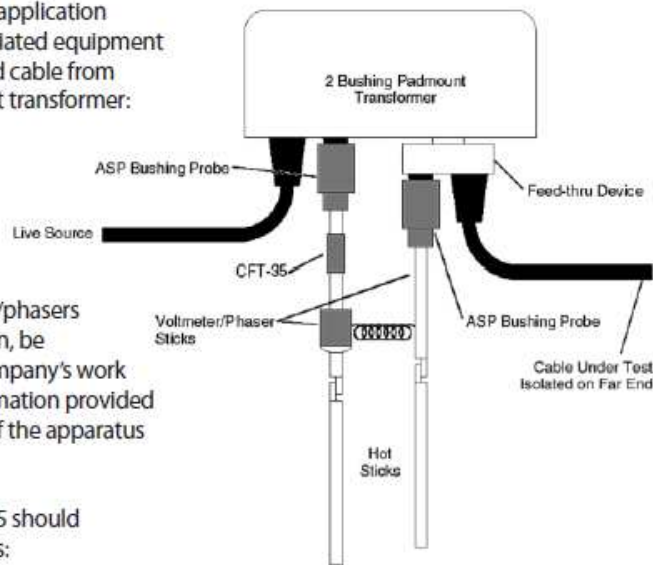 application
iated equipment
d cable from
t transformer:
/phasers
n, be
mpany's work
mation provided
f the apparatus
5 should
s:
2 Bushing Padmount
Transformer
ASP Bushing Probe
Feed-thru Device
Live Source
CFT-35
Voltmeter/Phaser
Sticks
ASP Bushing Probe
Cable Under Test
Isolated on Far End
Hot
Sticks